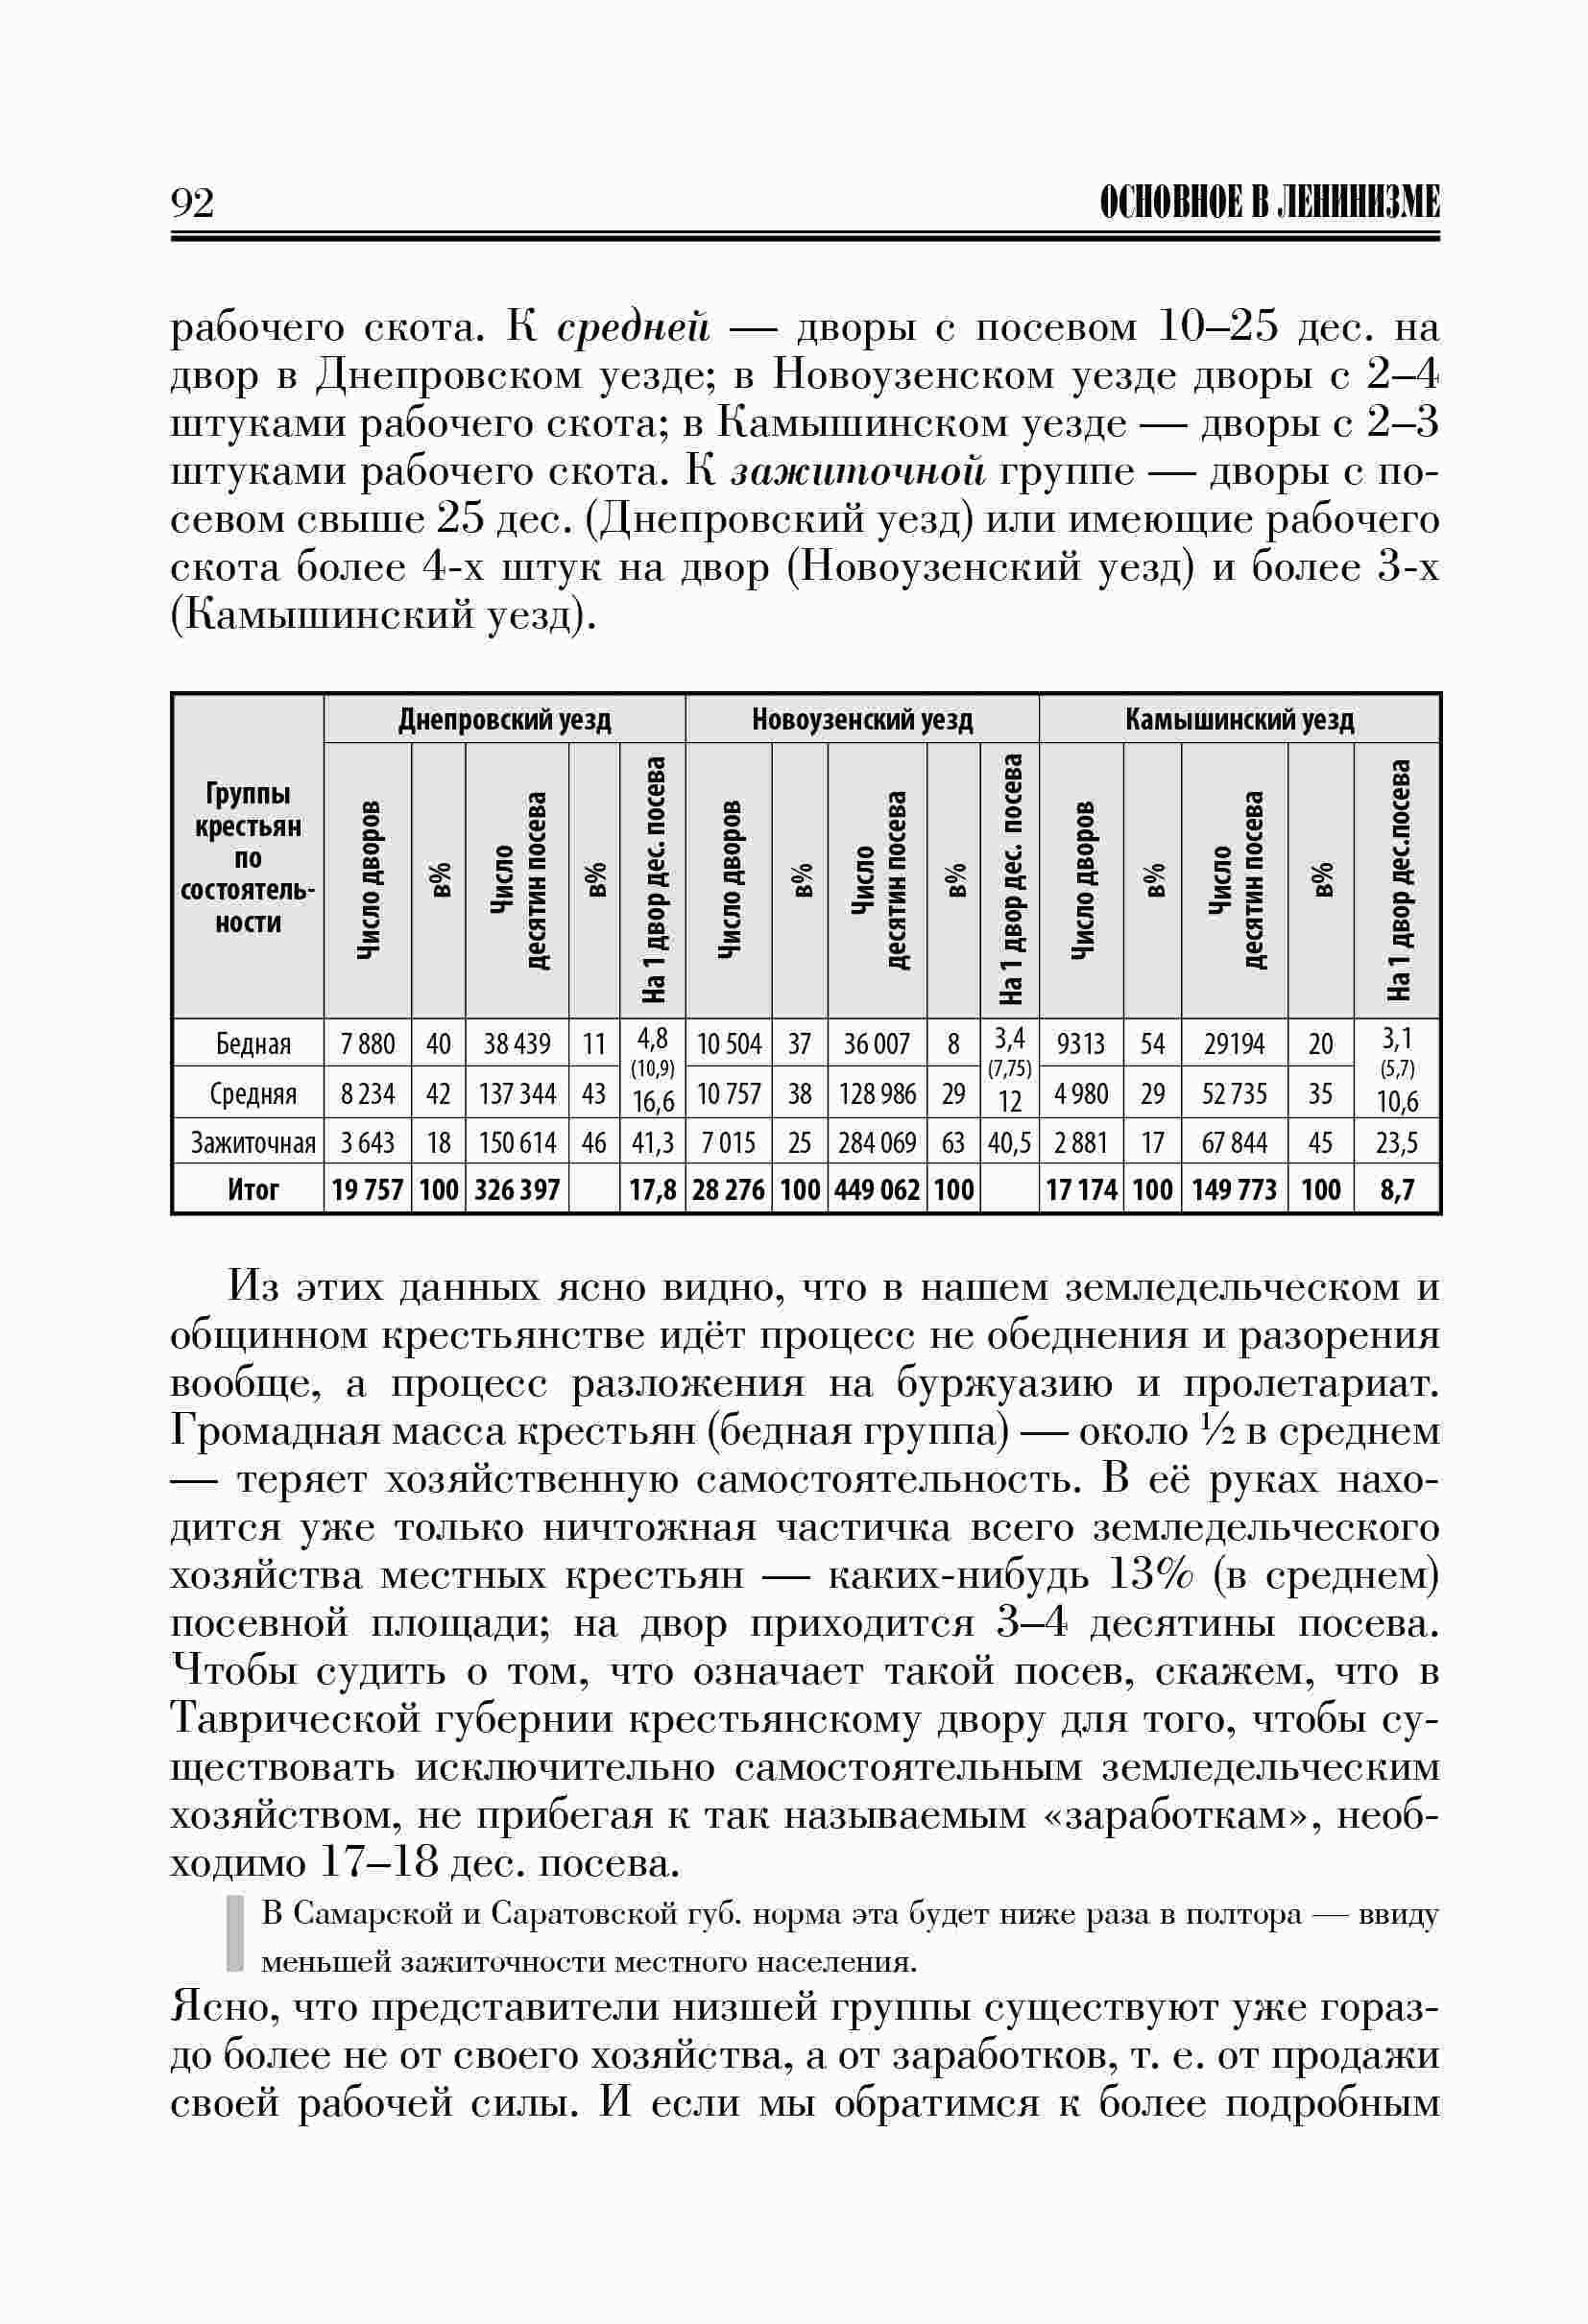 92
ОСНОВНОЕ В ЛЕНИНИЗМЕ
рабочего скота. К средней — дворы с посевом 10–25 дес. на
двор в Днепровском уезде; в Новоузенском уезде дворы с 2–4
штуками рабочего скота; в Камышинском уезде — дворы с 2–3
штуками рабочего скота. К зажиточной группе — дворы с по-
севом свыше 25 дес. (Днепровский уезд) или имеющие рабочего
скота более 4-х штук на двор (Новоузенский уезд) и более 3-х
(Камышинский уезд).
Группы
крестьян
по
состоятель-
ности
Днепровский уезд
Новоузенский уезд
Камышинский уезд
Число дворов
в%
Число
десятин посева
в%
На 1 двор дес. посева
Число дворов
в%
Число
десятин посева
в%
На 1 двор дес. посева
Число дворов
в%
Число
десятин посева
в%
На 1 двор дес.посева
Бедная 7 880 40 38 439 11 4,8 10 504 37 36 007 8 3,4 9313 54 29194 20 3,1
(10,9) (7,75) (5,7)
Средняя 8 234 42 137 344 43 16,6 10 757 38 128 986 29 12 4 980 29 52 735 35 10,6
Зажиточная 3 643 18 150 614 46 41,3 7 015 25 284 069 63 40,5 2 881 17 67 844 45 23,5
Итог 19 757 100 326 397 17,8 28 276 100 449 062 100 17 174 100 149 773 100 8,7
Из этих данных ясно видно, что в нашем земледельческом и
общинном крестьянстве идёт процесс не обеднения и разорения
вообще, а процесс разложения на буржуазию и пролетариат.
Громадная масса крестьян (бедная группа) — около ½ в среднем
— теряет хозяйственную самостоятельность. В её руках нахо-
дится уже только ничтожная частичка всего земледельческого
хозяйства местных крестьян — каких-нибудь 13% (в среднем)
посевной площади; на двор приходится 3–4 десятины посева.
Чтобы судить о том, что означает такой посев, скажем, что в
Таврической губернии крестьянскому двору для того, чтобы су-
ществовать исключительно самостоятельным земледельческим
хозяйством, не прибегая к так называемым «заработкам», необ-
ходимо 17–18 дес. посева.
В Самарской и Саратовской губ. норма эта будет ниже раза в полтора — ввиду
меньшей зажиточности местного населения.
Ясно, что представители низшей группы существуют уже гораз-
до более не от своего хозяйства, а от заработков, т. е. от продажи
своей рабочей силы. И если мы обратимся к более подробным